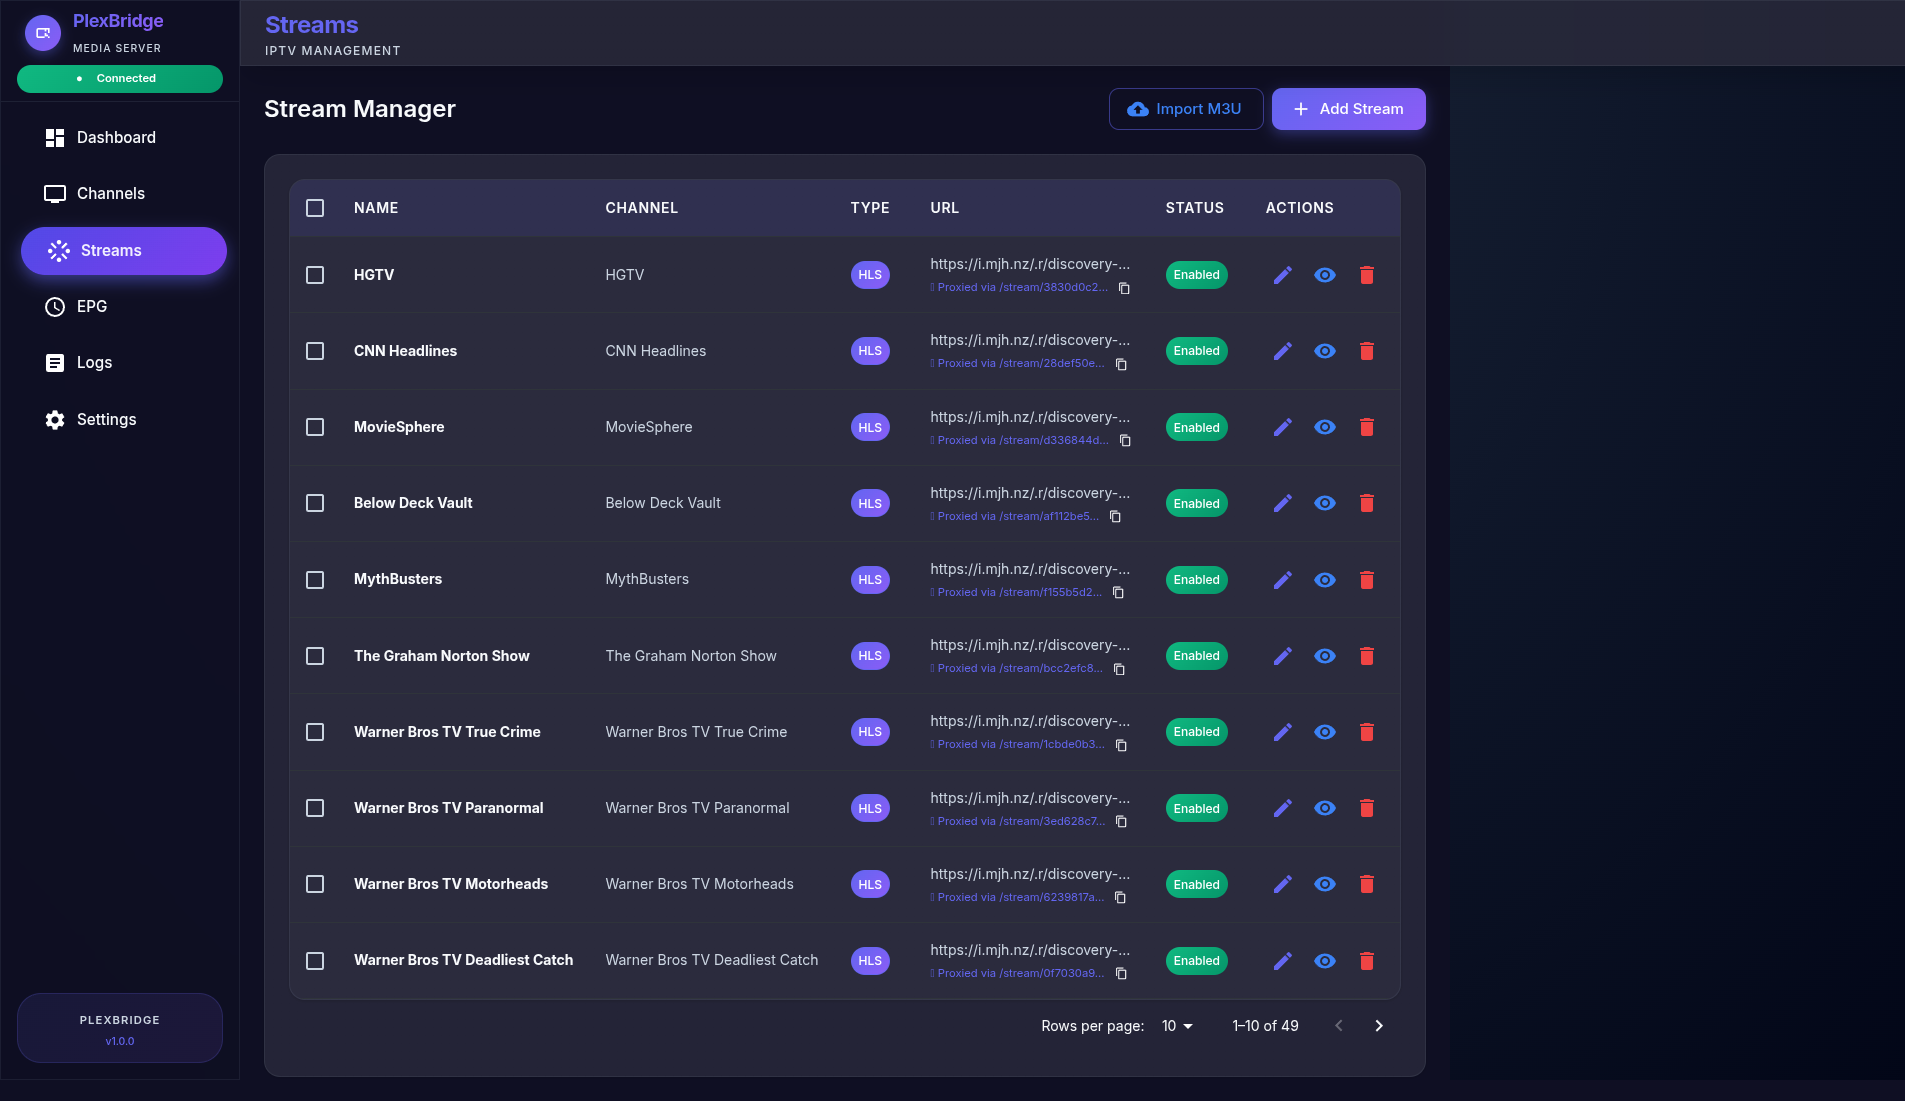 PlexBridge
MEDIA SERVER
Connected
Dashboard
Channels
Streams
EPG
Logs
Settings
PLEXBRIDGE
v1.0.0
Streams
IPTV MANAGEMENT
Stream Manager
Import M3U
Add Stream
NAME CHANNEL TYPE URL STATUS ACTIONS
HGTV HGTV HLS https://i.mjh.nz/.r/discovery-... Enabled
Proxied via /stream/3830d0c2...
CNN Headlines CNN Headlines HLS https://i.mjh.nz/.r/discovery-... Enabled
Proxied via /stream/28def50e...
MovieSphere MovieSphere HLS https://i.mjh.nz/.r/discovery-... Enabled
Proxied via /stream/d336844d...
Below Deck Vault Below Deck Vault HLS https://i.mjh.nz/.r/discovery-... Enabled
Proxied via /stream/af112be5...
MythBusters MythBusters HLS https://i.mjh.nz/.r/discovery-... Enabled
Proxied via /stream/f155b5d2...
The Graham Norton Show The Graham Norton Show HLS https://i.mjh.nz/.r/discovery-... Enabled
Proxied via /stream/bcc2efc8...
Warner Bros TV True Crime Warner Bros TV True Crime HLS https://i.mjh.nz/.r/discovery-... Enabled
Proxied via /stream/1cbde0b3...
Warner Bros TV Paranormal Warner Bros TV Paranormal HLS https://i.mjh.nz/.r/discovery-... Enabled
Proxied via /stream/3ed628c7...
Warner Bros TV Motorheads Warner Bros TV Motorheads HLS https://i.mjh.nz/.r/discovery-... Enabled
Proxied via /stream/6239817a...
Warner Bros TV Deadliest Catch Warner Bros TV Deadliest Catch HLS https://i.mjh.nz/.r/discovery-... Enabled
Proxied via /stream/0f7030a9...
Rows per page: 10 1–10 of 49